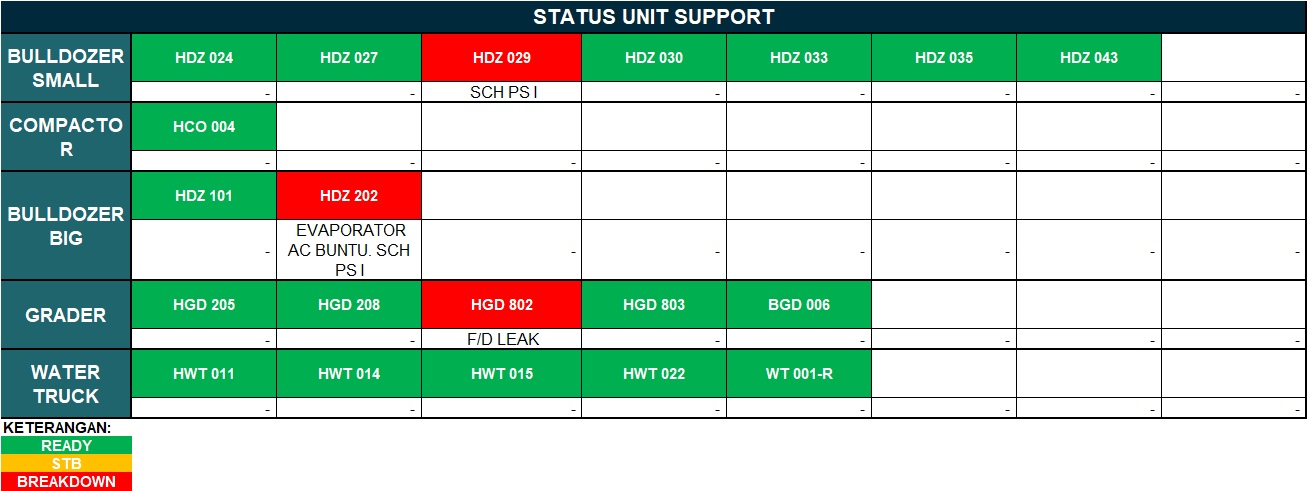 STATUS UNIT SUPPORT
BULLDOZER SMALL HDZ 024 HDZ 027 HDZ 029 HDZ 030 HDZ 033 HDZ 035 HDZ 043
- - SCH PS I - - - - -
COMPACTO
R
HCO 004
- - - - - - - -
BULLDOZER BIG HDZ 101 HDZ 202
- EVAPORATOR
AC BUNTU. SCH
PS I
- - - - - -
GRADER HGD 205 HGD 208 HGD 802 HGD 803 BGD 006
- - F/D LEAK - - - - -
WATER TRUCK HWT 011 HWT 014 HWT 015 HWT 022 WT 001-R
- - - - - - - -
KETERANGAN:
READY
STB
BREAKDOWN